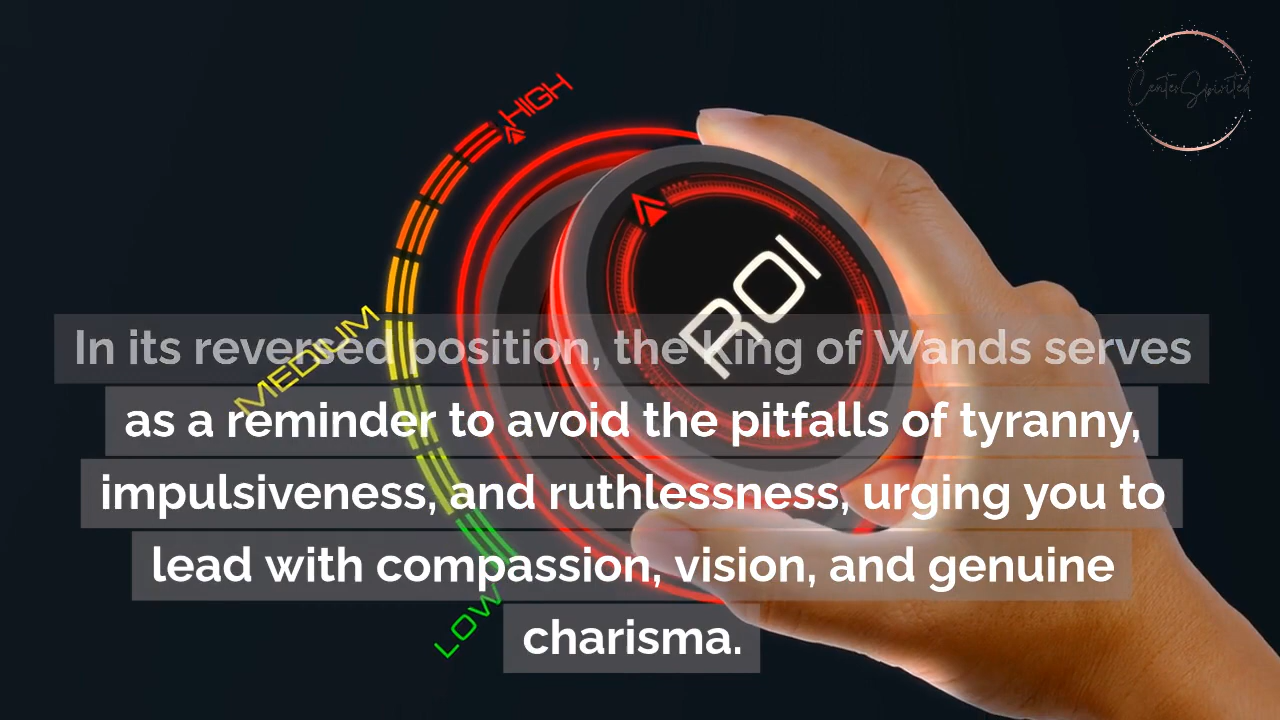 CenterSpirited
HIGH
ROI
MEDIUM
In its reversed position, the King of Wands serves
as a reminder to avoid the pitfalls of tyranny,
impulsiveness, and ruthlessness, urging you to
lead with compassion, vision, and genuine
charisma.
LOW